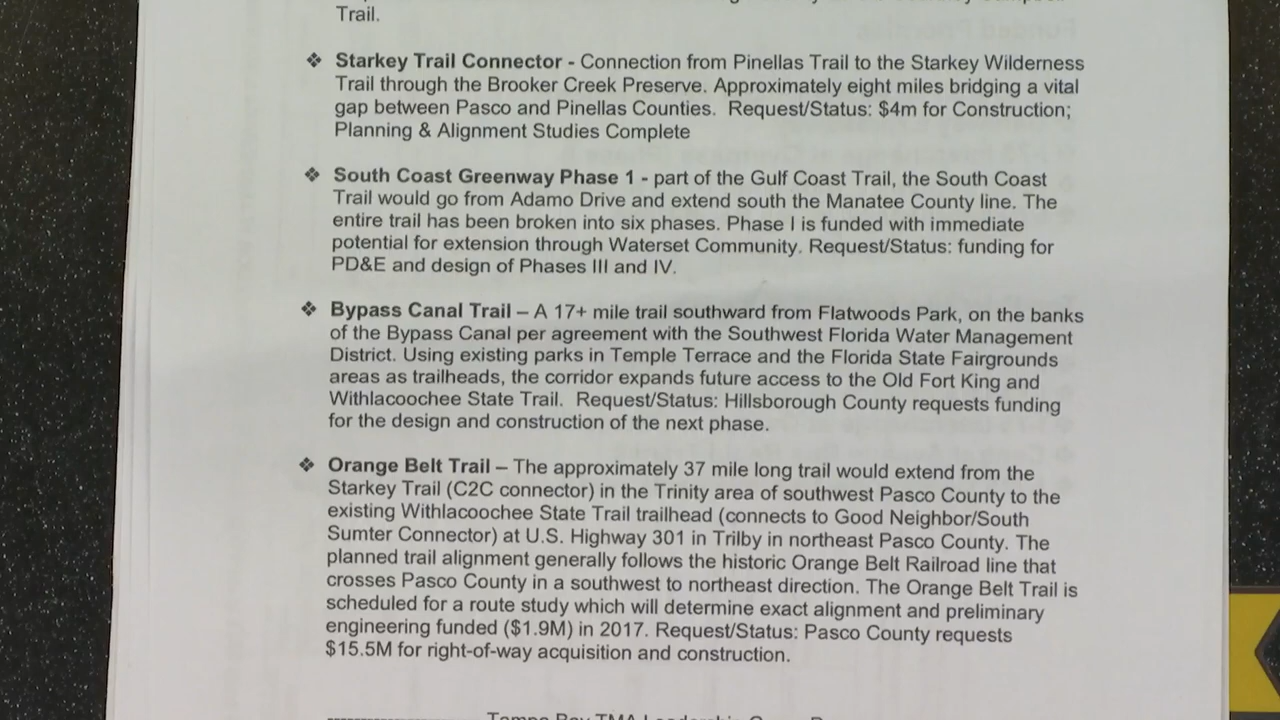 Trail.
❖ Starkey Trail Connector - Connection from Pinellas Trail to the Starkey Wilderness
Trail through the Brooker Creek Preserve. Approximately eight miles bridging a vital
gap between Pasco and Pinellas Counties. Request/Status: $4m for Construction;
Planning & Alignment Studies Complete
❖ South Coast Greenway Phase 1 - part of the Gulf Coast Trail, the South Coast
Trail would go from Adamo Drive and extend south the Manatee County line. The
entire trail has been broken into six phases. Phase I is funded with immediate
potential for extension through Waterset Community. Request/Status: funding for
PD&E and design of Phases III and IV.
❖ Bypass Canal Trail – A 17+ mile trail southward from Flatwoods Park, on the banks
of the Bypass Canal per agreement with the Southwest Florida Water Management
District. Using existing parks in Temple Terrace and the Florida State Fairgrounds
areas as trailheads, the corridor expands future access to the Old Fort King and
Withlacoochee State Trail. Request/Status: Hillsborough County requests funding
for the design and construction of the next phase.
❖ Orange Belt Trail – The approximately 37 mile long trail would extend from the
Starkey Trail (C2C connector) in the Trinity area of southwest Pasco County to the
existing Withlacoochee State Trail trailhead (connects to Good Neighbor/South
Sumter Connector) at U.S. Highway 301 in Trilby in northeast Pasco County. The
planned trail alignment generally follows the historic Orange Belt Railroad line that
crosses Pasco County in a southwest to northeast direction. The Orange Belt Trail is
scheduled for a route study which will determine exact alignment and preliminary
engineering funded ($1.9M) in 2017. Request/Status: Pasco County requests
$15.5M for right-of-way acquisition and construction.
Tampa Bay TMA Leadership Group